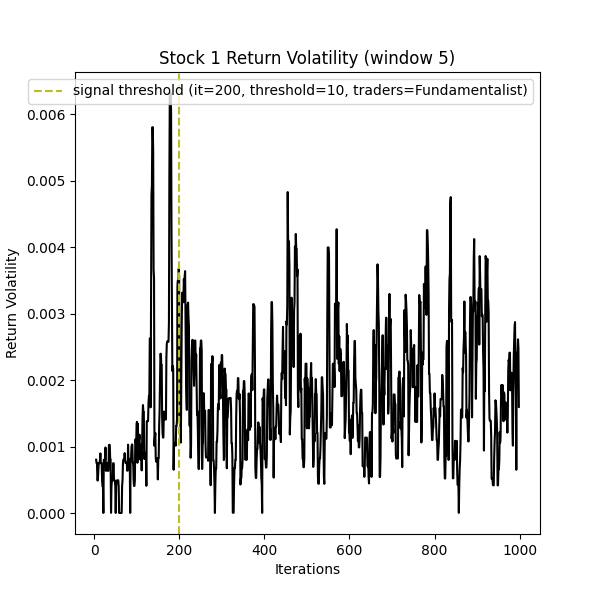 Stock 1 Return Volatility (window 5)
signal threshold (it=200, threshold=10, traders=Fundamentalist)
0.006
0.005
0.004
0.003
0.002
0.001
0.000
Return Volatility
0 200 400 600 800 1000
Iterations